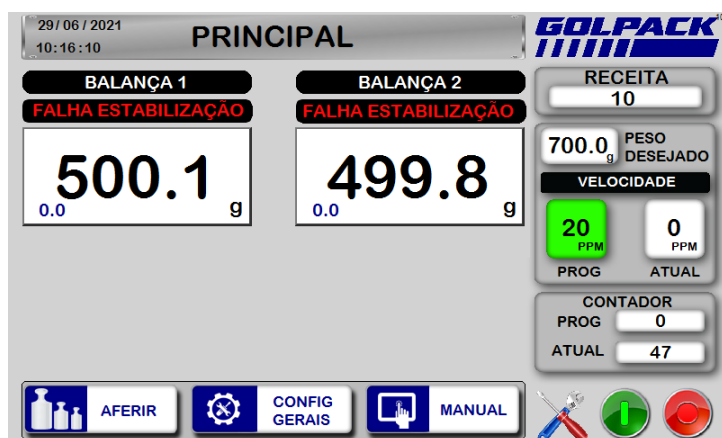 29/06/2021
10:16:10
PRINCIPAL
GOLPACK
BALANÇA 1
FALHA ESTABILIZAÇÃO
500.1
0.0
g
BALANÇA 2
FALHA ESTABILIZAÇÃO
499.8
0.0
g
RECEITA
10
700.0 g
PESO
DESEJADO
VELOCIDADE
20
PPM
PROG
0
PPM
ATUAL
CONTADOR
PROG 0
ATUAL 47
AFERIR
CONFIG
GERAIS
MANUAL